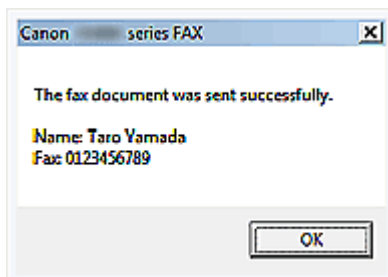 Canon series FAX
The fax document was sent successfully.
Name: Taro Yamada
Fax: 0123456789
OK